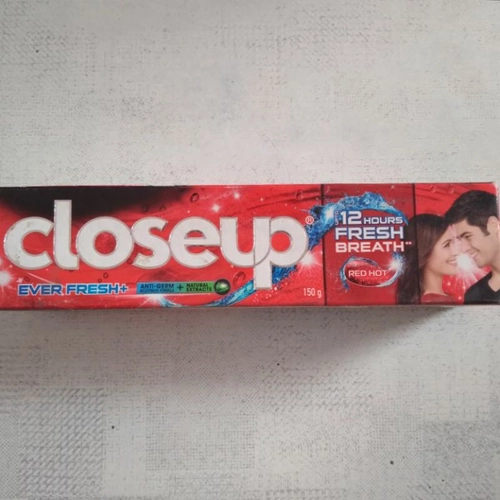 closeup®
EVER FRESH+
ANTI-GERM
+ NATURAL
EXTRACTS
150 g
12 HOURS
FRESH
BREATH**
RED HOT